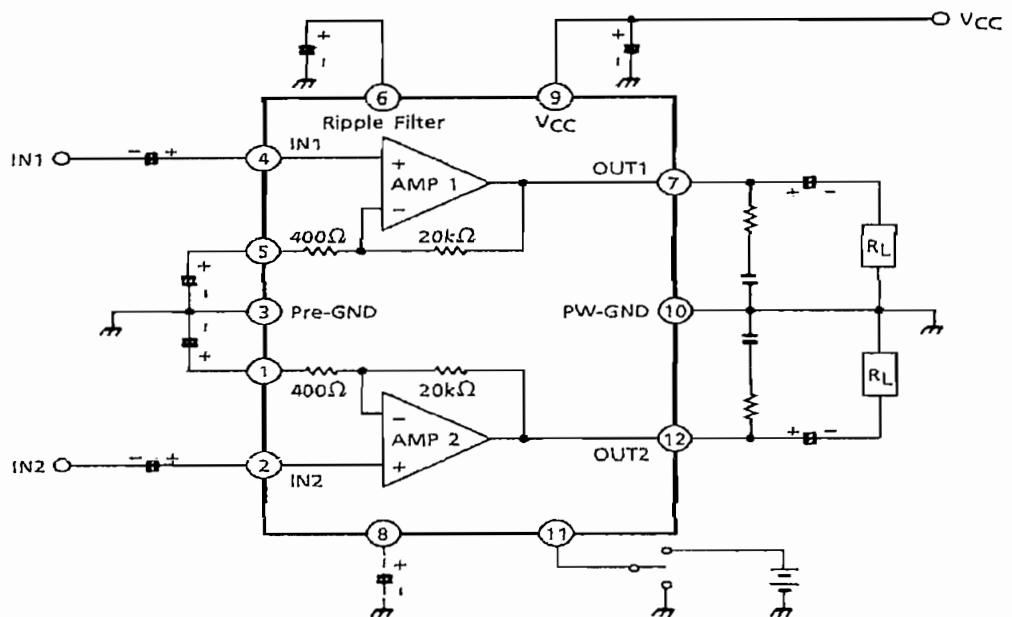 VCC
6
9
Ripple Filter
VCC
IN1
4
IN1
+
AMP 1
−
OUT1
7
400Ω
20kΩ
5
RL
3
Pre-GND
PW-GND
10
1
400Ω
20kΩ
RL
−
AMP 2
+
OUT2
12
IN2
2
IN2
8
11